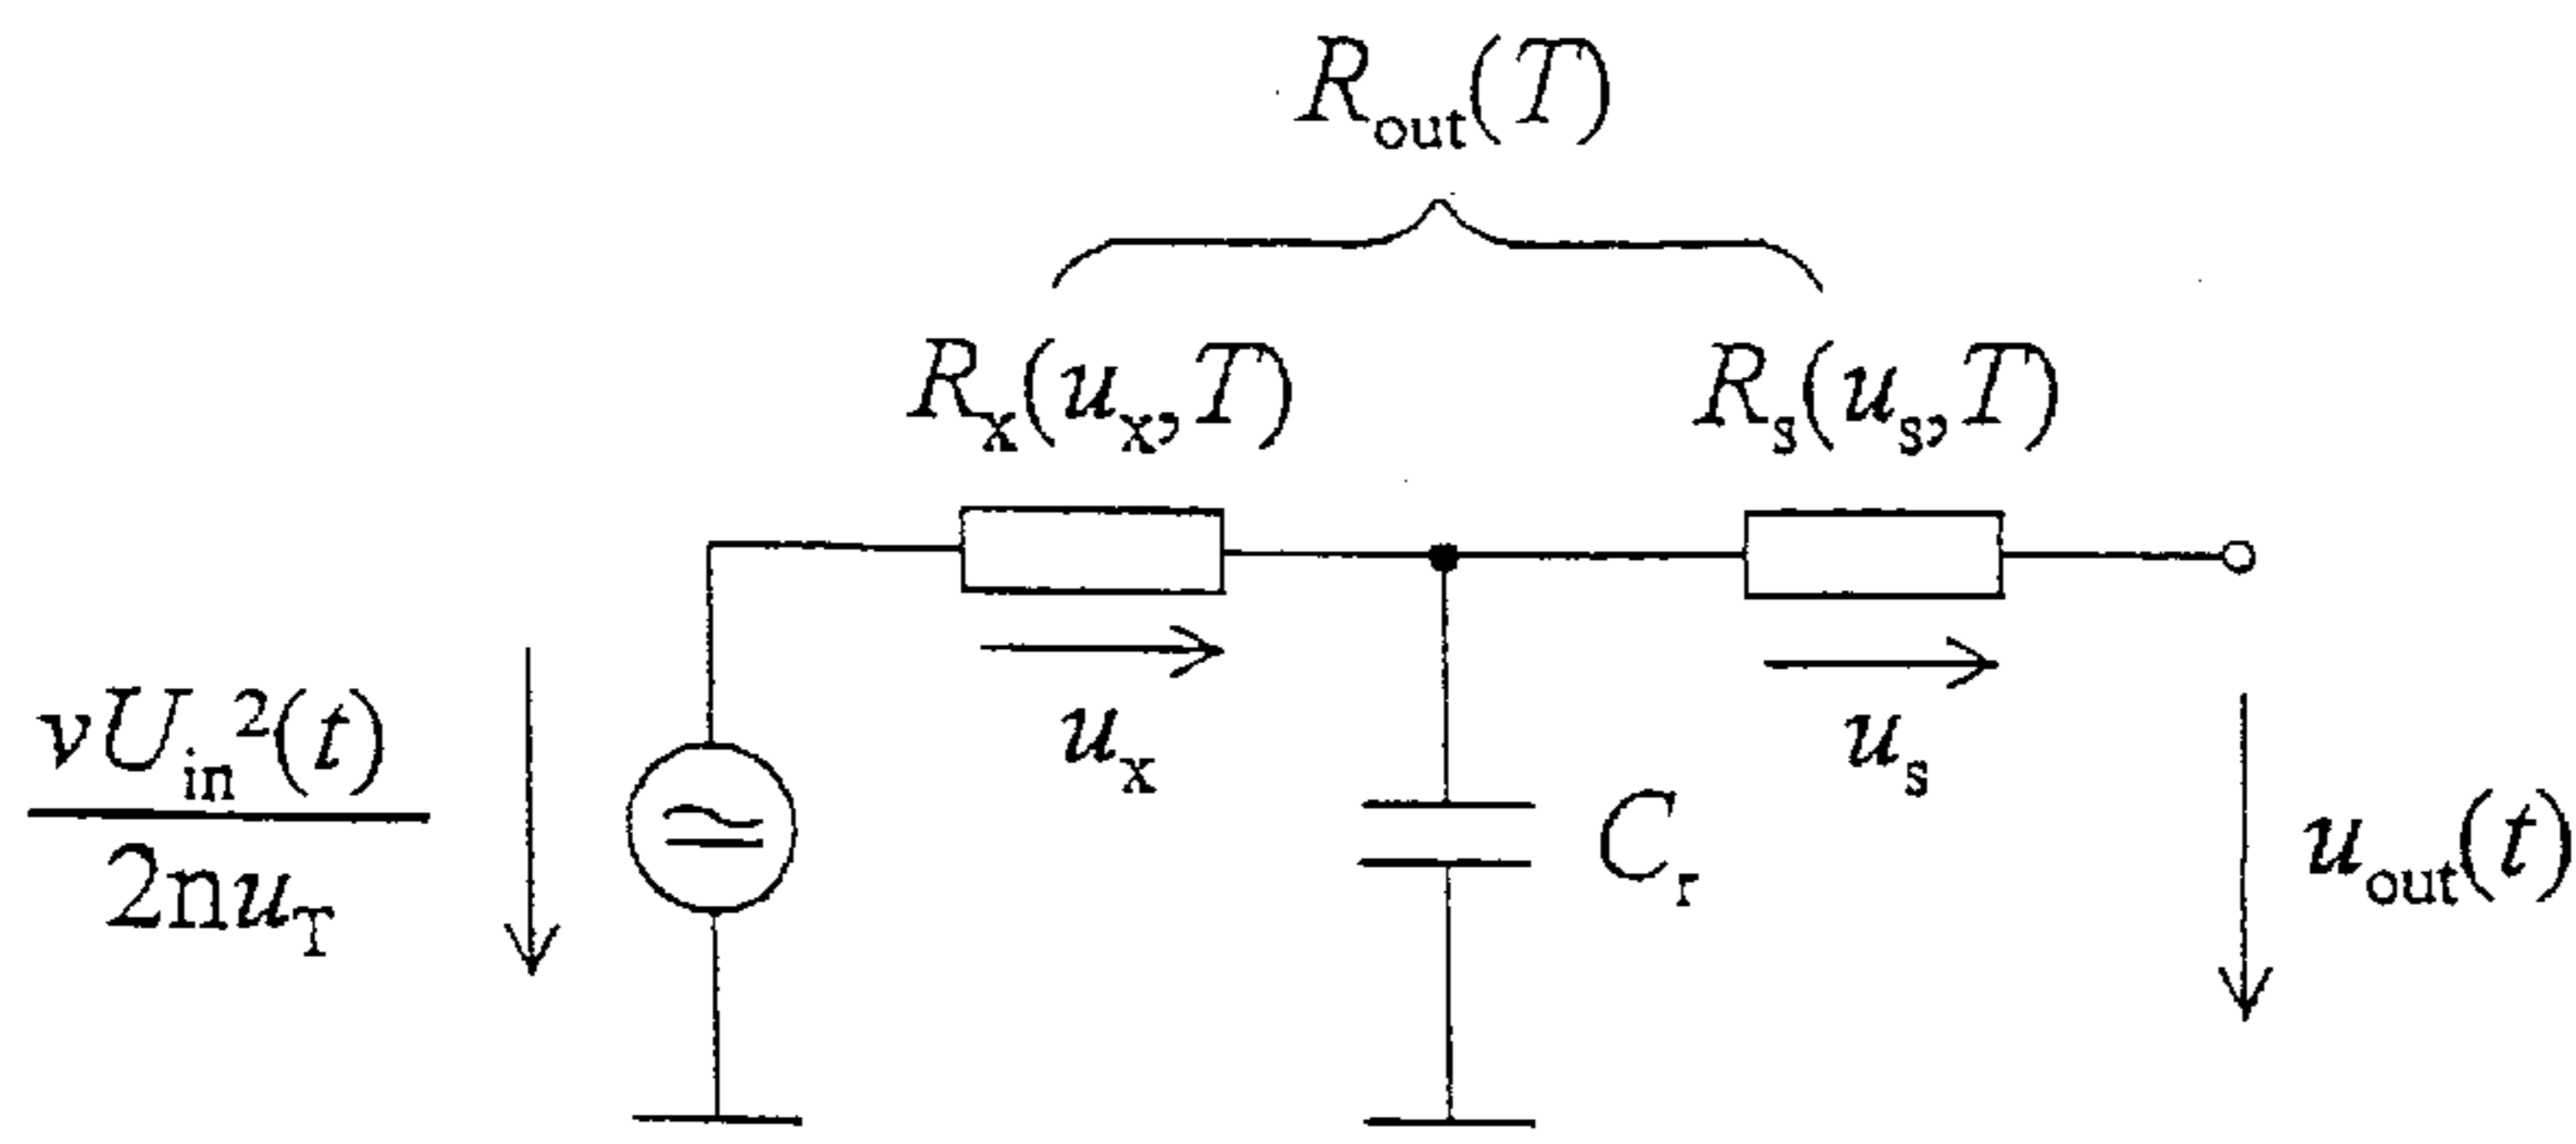 R_out(T)
R_x(u_x,T)
R_s(u_s,T)
u_x
u_s
vU_in^2(t)
2nu_T
C_r
u_out(t)